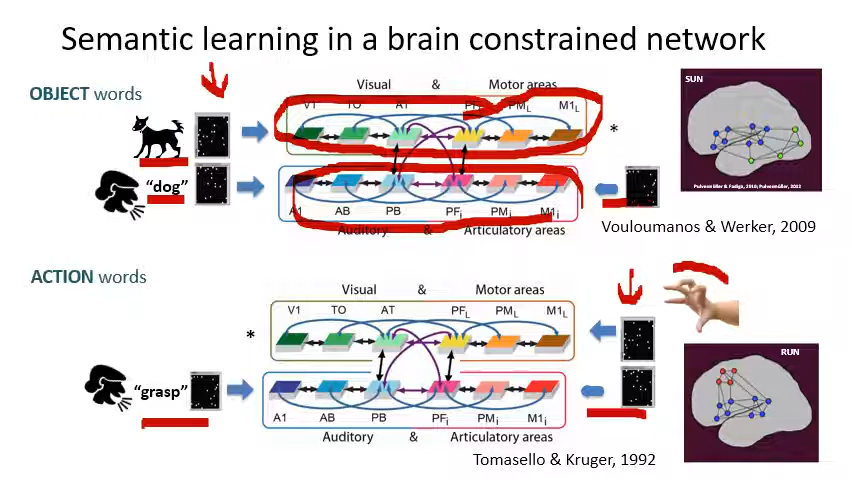 Semantic learning in a brain constrained network
OBJECT words
Visual & Motor areas
V1 TO AT PFL PML M1L
*
SUN
Pulvermüller & Fadiga, 2010; Pulvermüller, 2013
"dog"
A1 AB PB PFi PMi M1i
Auditory & Articulatory areas
Vouloumanos & Werker, 2009
ACTION words
Visual & Motor areas
V1 TO AT PFL PML M1L
*
RUN
"grasp"
A1 AB PB PFi PMi M1i
Auditory & Articulatory areas
Tomasello & Kruger, 1992